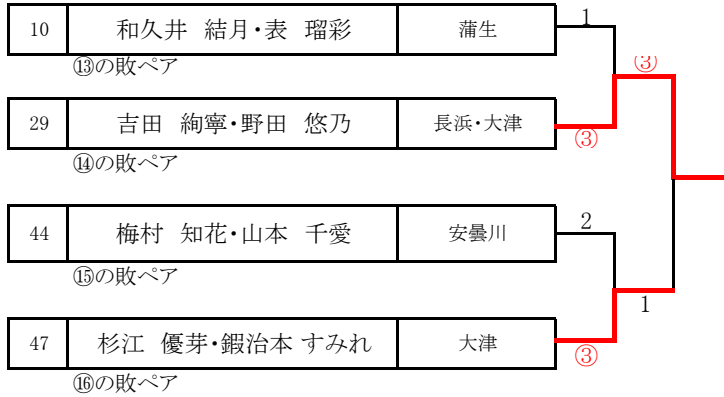 10 和久井 結月・表 瑠彩 蒲生 1
⑬の敗ペア
③
29 吉田 絢寧・野田 悠乃 長浜・大津 ③
⑭の敗ペア
44 梅村 知花・山本 千愛 安曇川 2
⑮の敗ペア
1
47 杉江 優芽・鍜治本 すみれ 大津 ③
⑯の敗ペア